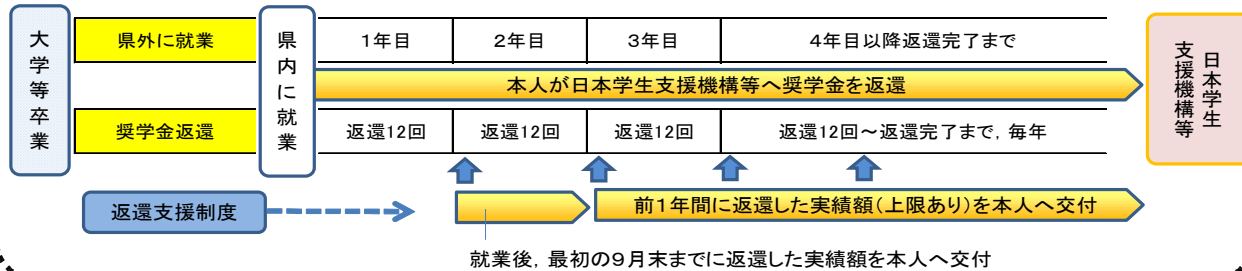 大学等卒業
県外に就業
県内に就業
1年目
2年目
3年目
4年目以降返還完了まで
日本学生支援機構等
本人が日本学生支援機構等へ奨学金を返還
奨学金返還
返還12回
返還12回
返還12回
返還12回～返還完了まで，毎年
返還支援制度
前1年間に返還した実績額（上限あり）を本人へ交付
就業後，最初の9月末までに返還した実績額を本人へ交付